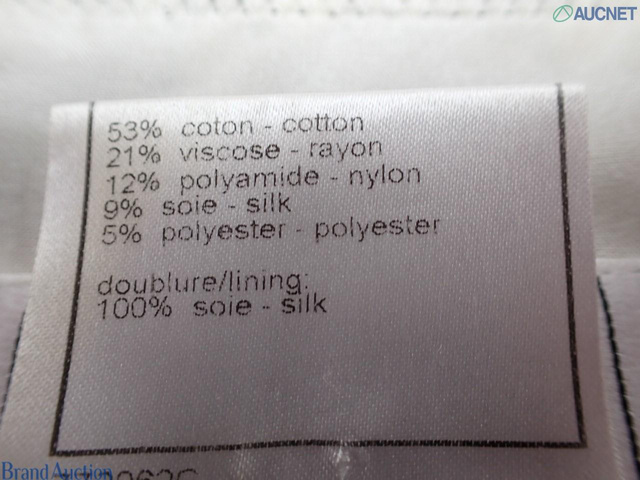 AUCNET
53% coton - cotton
21% viscose - rayon
12% polyamide - nylon
9% soie - silk
5% polyester - polyester
doublure/lining:
100% soie - silk
Brand Auction